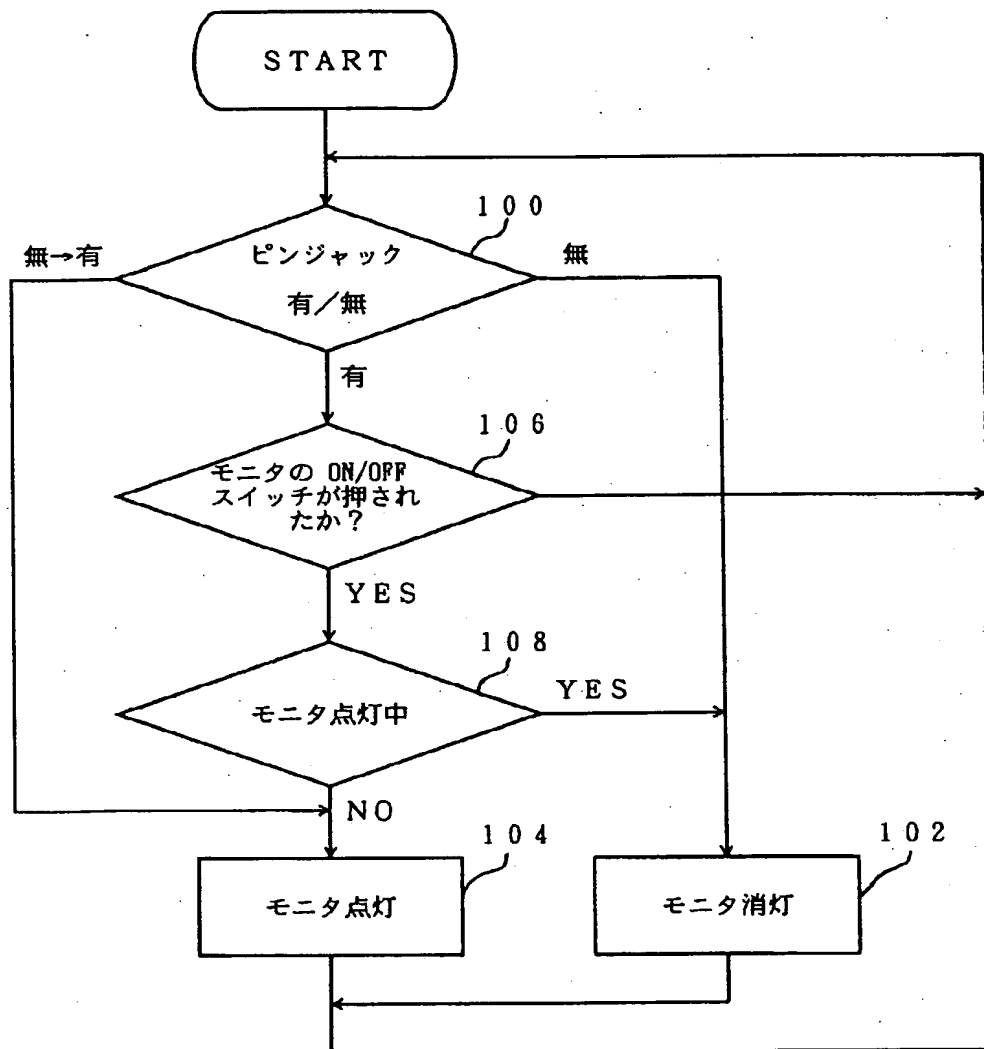 START
100
無→有
ピンジャック
無
有／無
有
106
モニタの ON/OFF
スイッチが押され
たか？
YES
108
YES
モニタ点灯中
NO
104
102
モニタ点灯
モニタ消灯